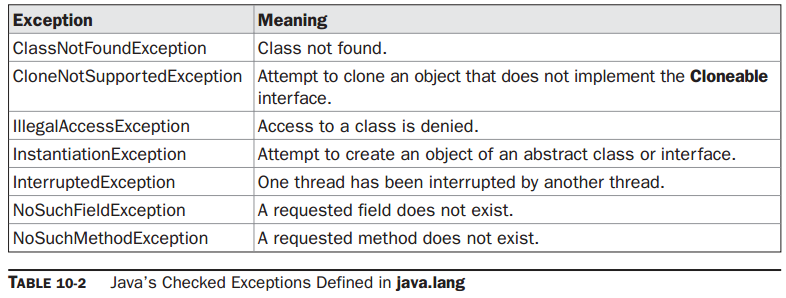 Exception Meaning
ClassNotFoundException Class not found.
CloneNotSupportedException Attempt to clone an object that does not implement the Cloneable
interface.
IllegalAccessException Access to a class is denied.
InstantiationException Attempt to create an object of an abstract class or interface.
InterruptedException One thread has been interrupted by another thread.
NoSuchFieldException A requested field does not exist.
NoSuchMethodException A requested method does not exist.
TABLE 10-2 Java's Checked Exceptions Defined in java.lang